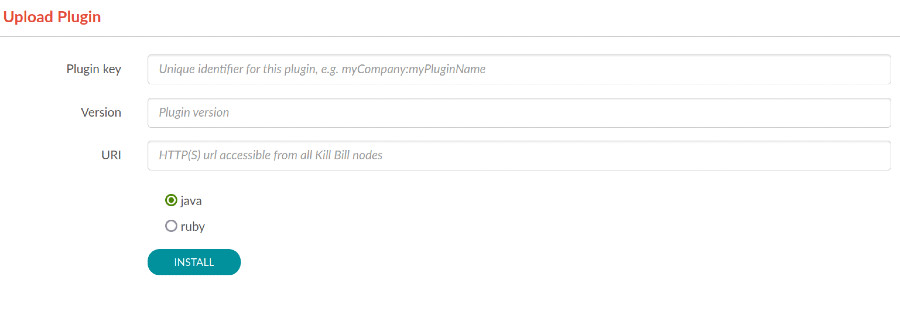 Upload Plugin
Plugin key
Unique identifier for this plugin, e.g. myCompany:myPluginName
Version
Plugin version
URI
HTTP(S) url accessible from all Kill Bill nodes
java
ruby
INSTALL